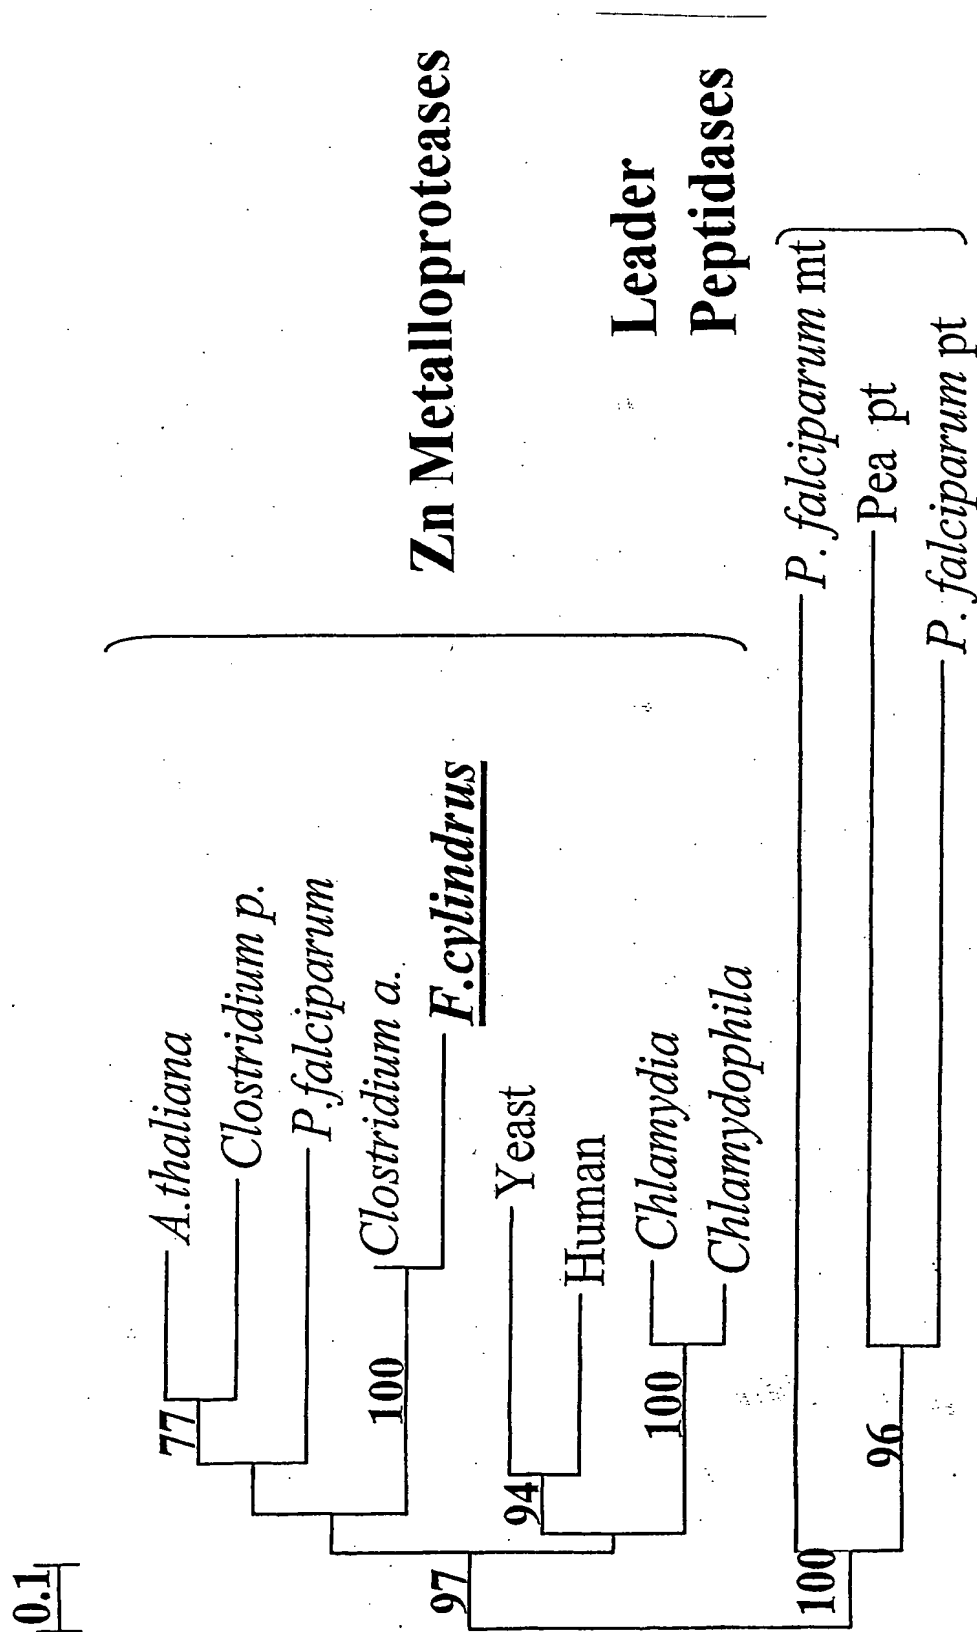 0.1
77
A.thaliana
Clostridium p.
P.falciparum
100
Clostridium a.
F.cylindrus
97
94
Yeast
Human
100
Chlamydia
Chlamydophila
Zn Metalloproteases
Leader
Peptidases
100
P. falciparum mt
96
Pea pt
P. falciparum pt